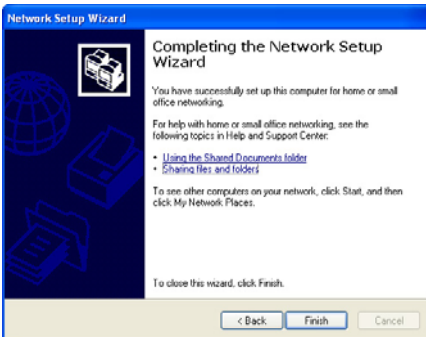 Network Setup Wizard
Completing the Network Setup
Wizard
You have successfully set up this computer for home or small
office networking.
For help with home or small office networking, see the
following topics in Help and Support Center:
• Using the Shared Documents folder
• Sharing files and folders
To see other computers on your network, click Start, and then
click My Network Places.
To close this wizard, click Finish.
< Back Finish Cancel